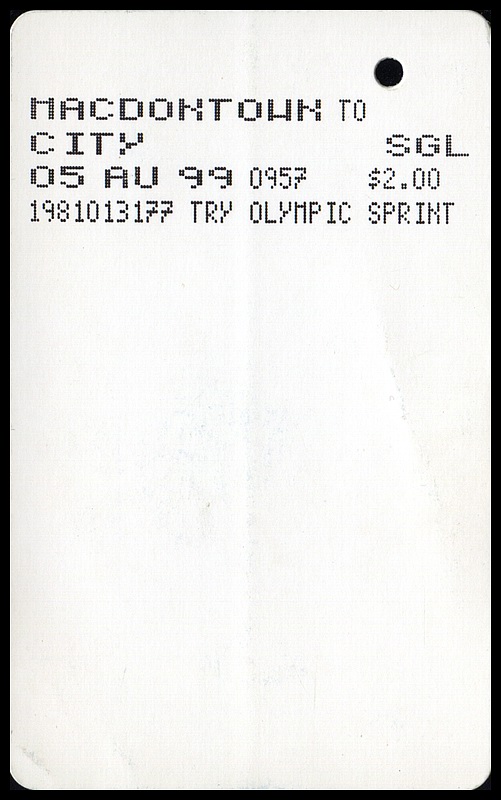 MACDONTOWN TO
CITY SGL
05 AU 99 0957 $2.00
1981013177 TRY OLYMPIC SPRINT